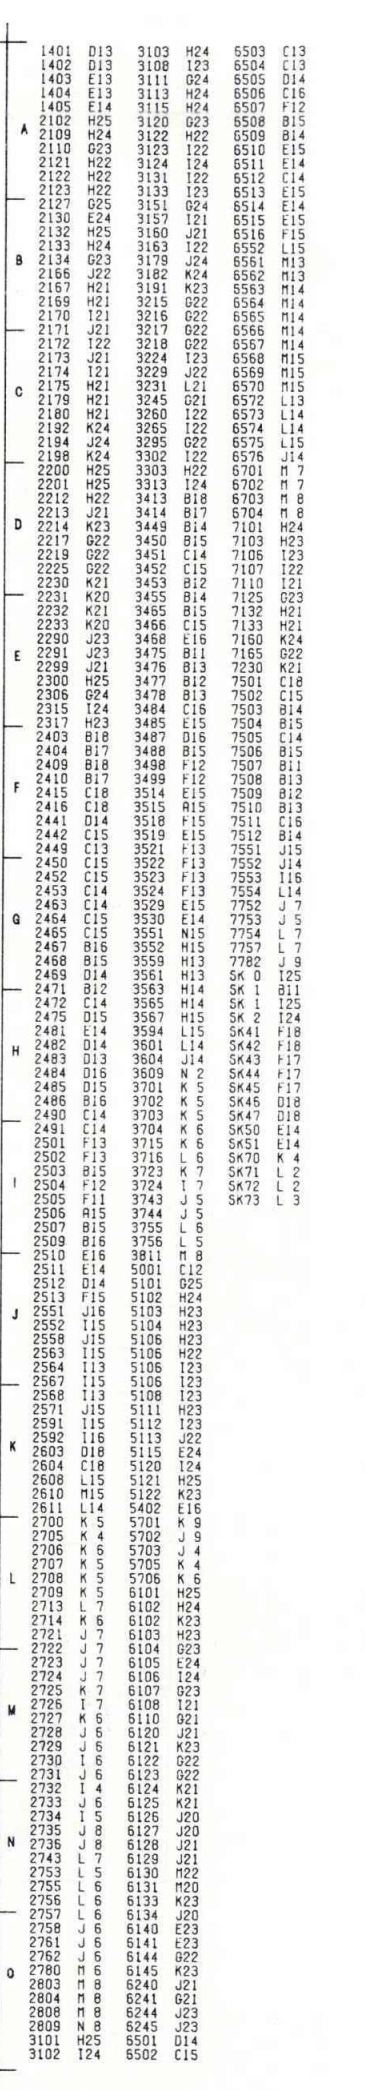 1401 D13 3103 H24 6503 C13
1402 D13 3108 I23 6504 C13
1403 E13 3111 G24 6505 D14
1404 E13 3113 H24 6506 C16
1405 E14 3115 H24 6507 F12
2102 H25 3120 G23 6508 B15
A 2109 H24 3122 H22 6509 B14
2110 G23 3123 I22 6510 E15
2121 H22 3124 I24 6511 E14
2122 H22 3131 I22 6512 C14
2123 H22 3133 I23 6513 E15
2127 G25 3151 G24 6514 E14
2130 E24 3157 I21 6515 E15
2132 H25 3160 J21 6516 F15
2133 H24 3163 I22 6552 L15
B 2134 G23 3179 J24 6561 M13
2166 J22 3182 K24 6562 M13
2167 H21 3191 K23 6563 M14
2169 H21 3215 G22 6564 M14
2170 I21 3216 G22 6565 M14
2171 J21 3217 G22 6566 M14
2172 I22 3218 G22 6567 M14
2173 J21 3224 I23 6568 M15
2174 I21 3229 J22 6569 M15
C 2175 H21 3231 L21 6570 M15
2179 H21 3245 G21 6572 L13
2180 H21 3260 I22 6573 L14
2192 K24 3265 I22 6574 L14
2194 J24 3295 G22 6575 L15
2198 K24 3302 I22 6576 J14
2200 H25 3303 H22 6701 M 7
2201 H25 3313 I24 6702 M 7
2212 H22 3413 B18 6703 M 8
2213 J21 3414 B17 6704 M 8
D 2214 K23 3449 B14 7101 H24
2217 G22 3450 B15 7103 H23
2219 G22 3451 C14 7106 I23
2225 G22 3452 C15 7107 I22
2230 K21 3453 B12 7110 I21
2231 K20 3455 B14 7125 G23
2232 K21 3465 B15 7132 H21
2233 K20 3466 C15 7133 H21
2290 J23 3468 E16 7160 K24
E 2291 J23 3475 B11 7165 G22
2299 J21 3476 B13 7230 K21
2300 H25 3477 B12 7501 C18
2306 G24 3478 B13 7502 C15
2315 I24 3484 C16 7503 B14
2317 H23 3485 E15 7504 B15
2403 B18 3487 D16 7505 C14
2404 B17 3488 B15 7506 B15
2409 B18 3498 F12 7507 B11
2410 B17 3499 F12 7508 B13
F 2415 C18 3514 E15 7509 B12
2416 C18 3515 A15 7510 B13
2441 D14 3518 F15 7511 C16
2442 C15 3519 E15 7512 B14
2449 C13 3521 F13 7551 J15
2450 C15 3522 F13 7552 J14
2452 C15 3523 F13 7553 I16
2453 C14 3524 F13 7554 L14
2463 C14 3529 E15 7752 J 7
G 2464 C15 3530 E14 7753 J 5
2465 C15 3551 N15 7754 L 7
2467 B16 3552 H15 7757 L 7
2468 B15 3559 H13 7782 J 9
2469 D14 3561 H13 SK 0 I25
2471 B12 3563 H14 SK 1 B11
2472 C14 3565 H14 SK 1 I25
2475 D15 3567 H15 SK 2 I24
2481 E14 3594 L15 SK41 F18
H 2482 D14 3601 L14 SK42 F18
2483 D13 3604 J14 SK43 F17
2484 D16 3609 N 2 SK44 F17
2485 D15 3701 K 5 SK45 F17
2486 B16 3702 K 5 SK46 D18
2490 C14 3703 K 5 SK47 D18
2491 C14 3704 K 6 SK50 E14
2501 F13 3715 K 6 SK51 E14
2502 F13 3716 L 6 SK70 K 4
2503 B15 3723 K 7 SK71 L 2
I 2504 F12 3724 I 7 SK72 L 2
2505 F11 3743 J 5 SK73 L 3
2506 A15 3744 J 5
2507 B15 3755 L 6
2509 B16 3756 L 5
2510 E16 3811 M 8
2511 E14 5001 C12
2512 D14 5101 G25
2513 F15 5102 H24
J 2551 J16 5103 H23
2552 I15 5104 H23
2558 J15 5106 H23
2563 I15 5106 H22
2564 I13 5106 I23
2567 I15 5106 I23
2568 I13 5108 I23
2571 J15 5111 H23
2591 I15 5112 I23
2592 I16 5113 J22
K 2603 D18 5115 E24
2604 C18 5120 I24
2608 L15 5121 H25
2610 M15 5122 K23
2611 L14 5402 E16
2700 K 5 5701 K 9
2705 K 4 5702 J 9
2706 K 6 5703 J 4
2707 K 5 5705 K 4
L 2708 K 5 5706 K 6
2709 K 5 6101 H25
2713 L 7 6102 H24
2714 K 6 6102 K23
2721 J 7 6103 H23
2722 J 7 6104 G23
2723 J 7 6105 E24
2724 J 7 6106 I24
2725 K 7 6107 G23
M 2726 I 7 6108 I21
2727 K 6 6110 G21
2728 J 6 6120 J21
2729 J 6 6121 K23
2730 I 6 6122 G22
2731 J 6 6123 G22
2732 I 4 6124 K21
2733 J 6 6125 K21
2734 I 5 6126 J20
2735 J 8 6127 J20
N 2736 J 8 6128 J21
2743 L 7 6129 J21
2753 L 5 6130 M22
2755 L 6 6131 M20
2756 L 6 6133 K23
2757 L 6 6134 J20
2758 J 6 6140 E23
2761 J 6 6141 E23
2762 J 6 6144 G22
O 2780 M 6 6145 K23
2803 M 8 6240 J21
2804 M 8 6241 G21
2808 M 8 6244 J23
2809 N 8 6245 J23
3101 H25 6501 D14
3102 I24 6502 C15